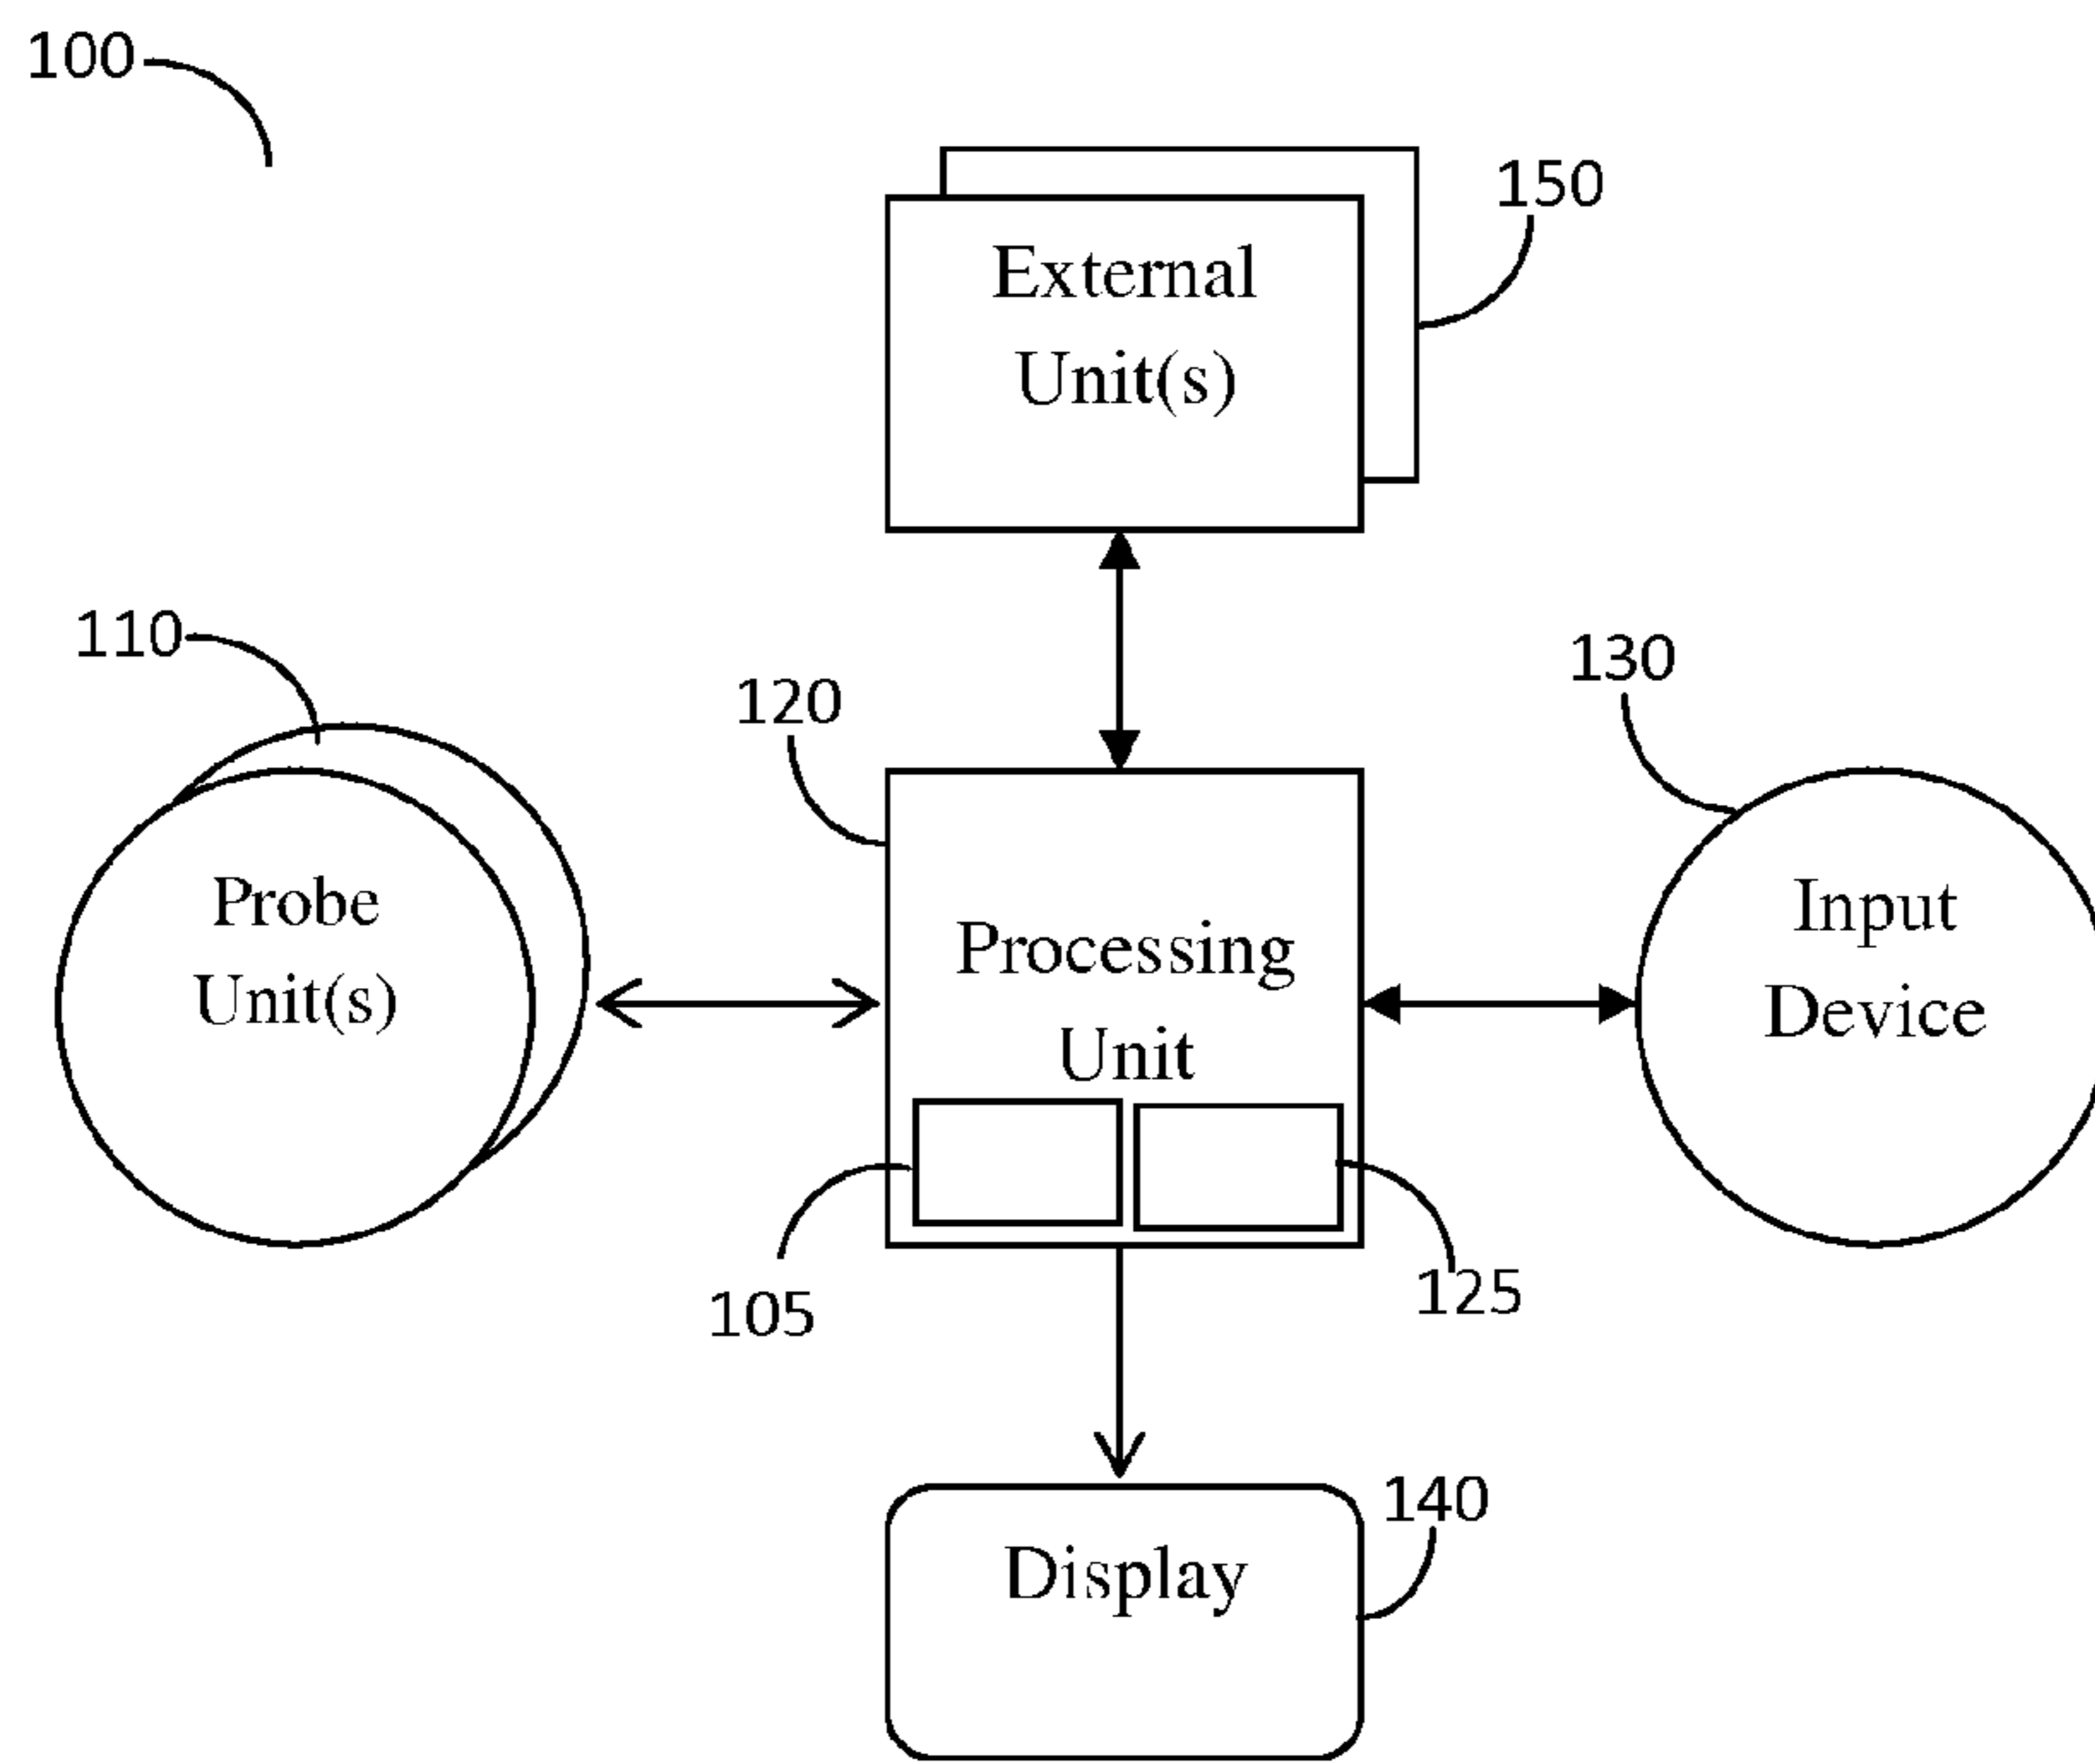 100
150
External
Unit(s)
110
120
130
Probe
Unit(s)
Processing
Unit
Input
Device
105
125
140
Display